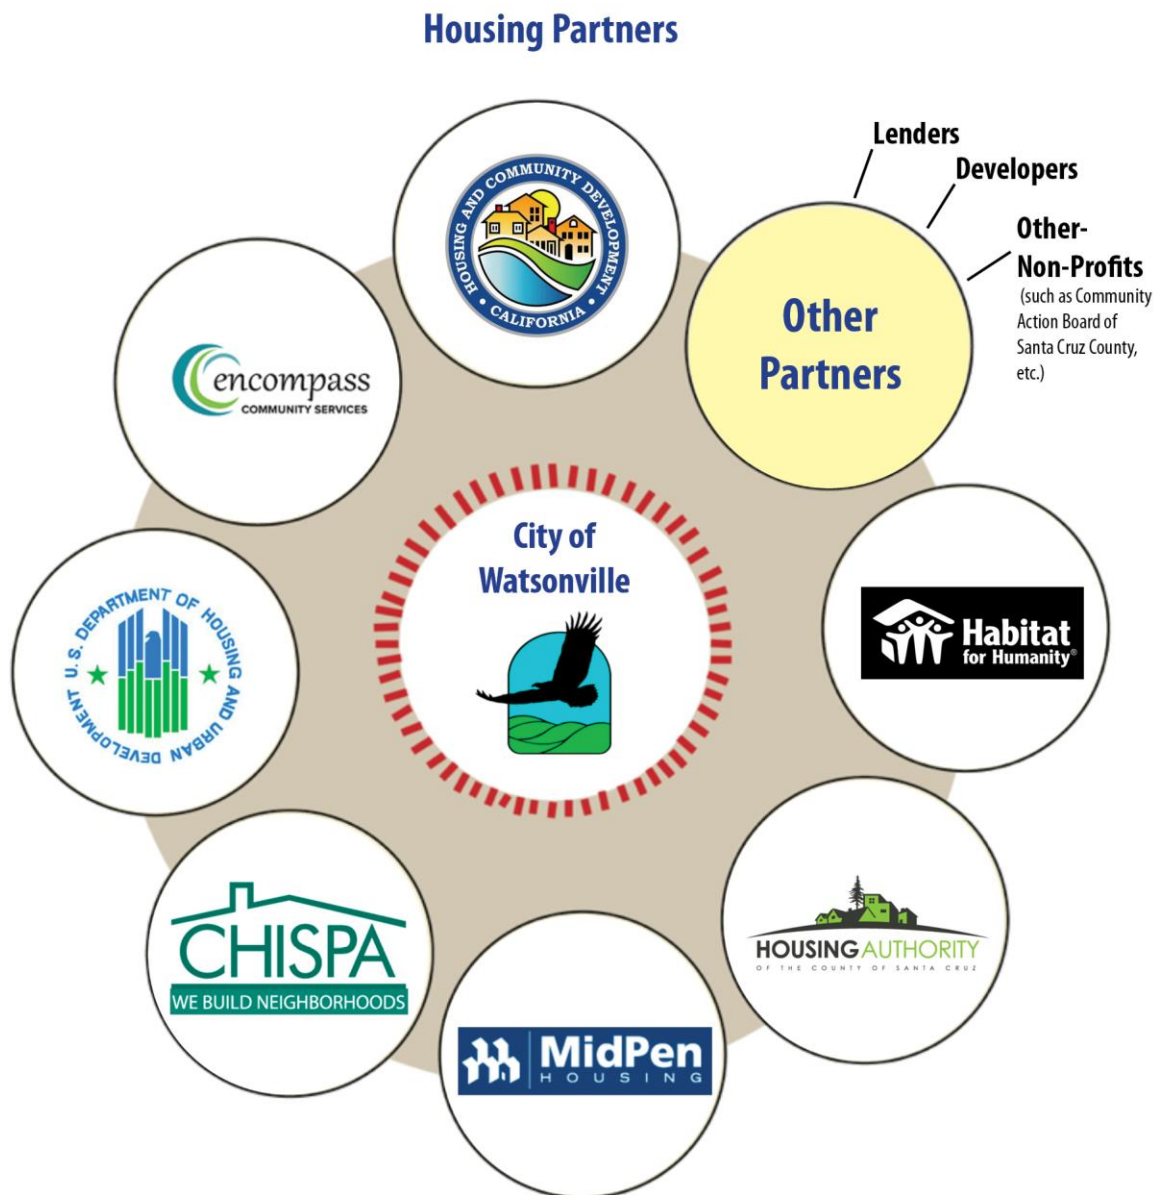 Housing Partners
Lenders
Developers
Other-
Non-Profits
(such as Community
Action Board of
Santa Cruz County,
etc.)
Other
Partners
HOUSING AND COMMUNITY DEVELOPMENT
• CALIFORNIA •
encompass
COMMUNITY SERVICES
City of
Watsonville
Habitat
for Humanity®
U. S. DEPARTMENT OF HOUSING AND URBAN DEVELOPMENT
CHISPA
WE BUILD NEIGHBORHOODS
HOUSING AUTHORITY
OF THE COUNTY OF SANTA CRUZ
MidPen
HOUSING